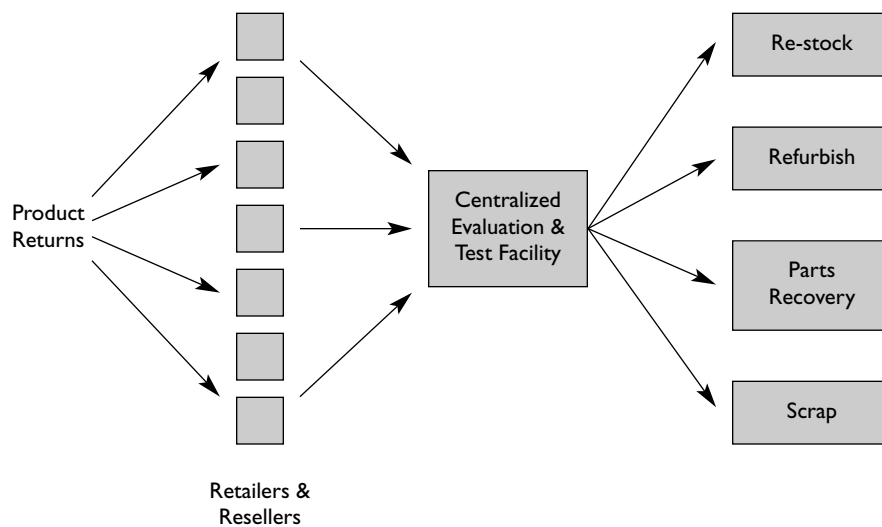 Product
Returns
Retailers &
Resellers
Centralized
Evaluation &
Test Facility
Re-stock
Refurbish
Parts
Recovery
Scrap